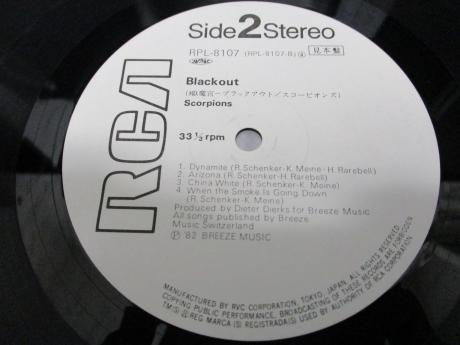 Side 2 Stereo
RPL-8107 (RPL-8107-B) 見本盤
Blackout
魔宮-ブラックアウト/スコーピオンズ)
Scorpions
33 1/3 rpm
RCA
1. Dynamite (R. Schenker-K. Meine-H. Rarebell)
2. Arizona (R. Schenker-H. Rarebell)
3. China White (R. Schenker-K. Meine)
4. When the Smoke Is Going Down
(R. Schenker-K. Meine)
Produced by Dieter Dierks for Breeze Music
All songs published by Breeze
Music Switzerland
Ⓟ '82 BREEZE MUSIC
MANUFACTURED BY RVC CORPORATION, TOKYO, JAPAN. ALL RIGHTS RESERVED. COPYING PUBLIC PERFORMANCE, BROADCASTING OF THESE RECORDS ARE FORBIDDEN
TM(S) ® REG MARCA (S) REGISTRADA(S) USED BY AUTHORITY OF RCA CORPORATION